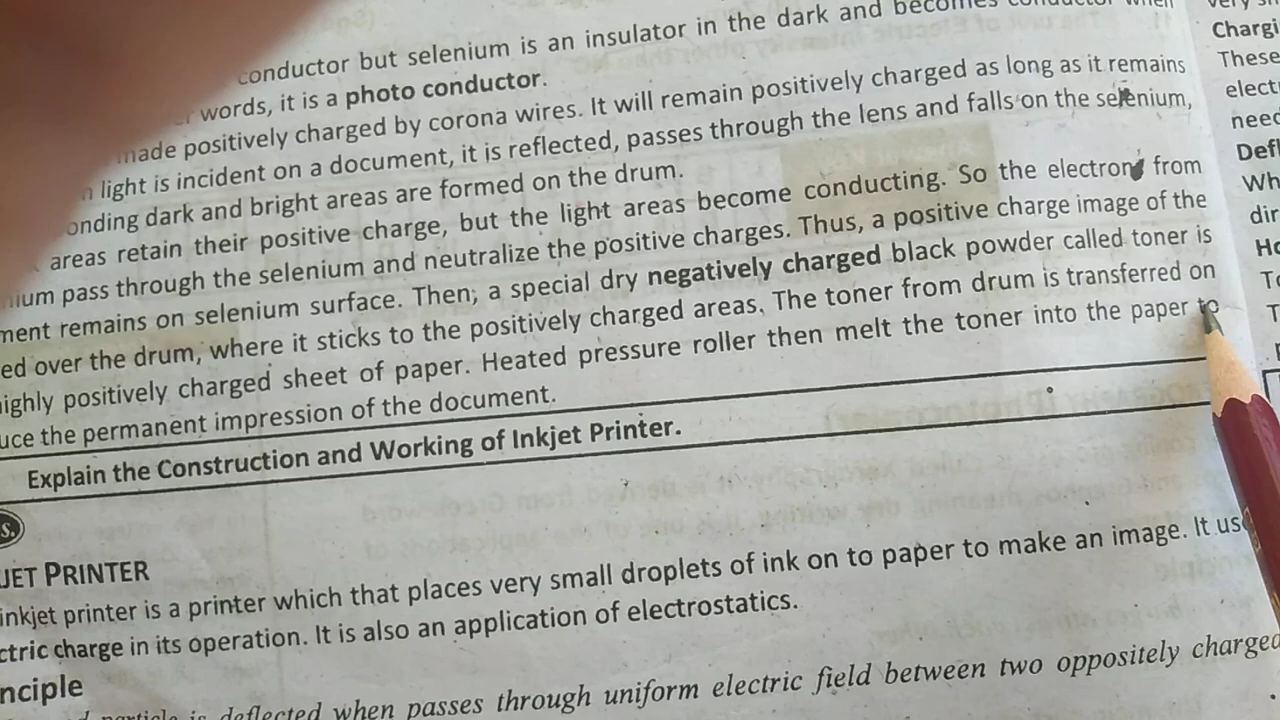 conductor but selenium is an insulator in the dark and becomes conductor when
words, it is a photo conductor.
made positively charged by corona wires. It will remain positively charged as long as it remains
light is incident on a document, it is reflected, passes through the lens and falls on the selenium,
onding dark and bright areas are formed on the drum.
areas retain their positive charge, but the light areas become conducting. So the electron from
nium pass through the selenium and neutralize the positive charges. Thus, a positive charge image of the
ment remains on selenium surface. Then; a special dry negatively charged black powder called toner is
ed over the drum, where it sticks to the positively charged areas. The toner from drum is transferred on
ighly positively charged sheet of paper. Heated pressure roller then melt the toner into the paper to
uce the permanent impression of the document.
Explain the Construction and Working of Inkjet Printer.
s.
JET PRINTER
inkjet printer is a printer which that places very small droplets of ink on to paper to make an image. It us
ctric charge in its operation. It is also an application of electrostatics.
nciple
particle is deflected when passes through uniform electric field between two oppositely charged
Chargi
These
elect
need
Defl
Wh
dir
Ho
To
T